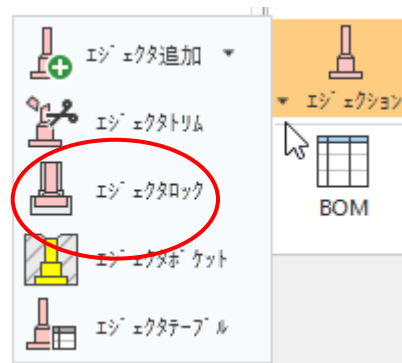 ｴｼﾞｪｸﾀ追加
ｴｼﾞｪｸﾀﾄﾘﾑ
ｴｼﾞｪｸﾀﾛｯｸ
ｴｼﾞｪｸﾀﾎﾟｹｯﾄ
ｴｼﾞｪｸﾀﾃｰﾌﾞﾙ
ｴｼﾞｪｸｼｮﾝ
BOM